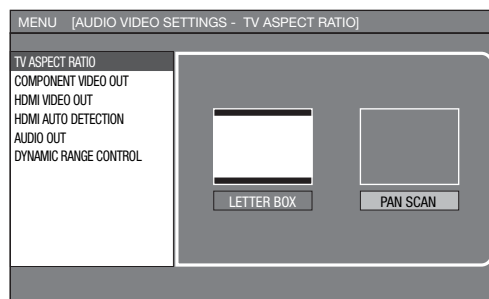 MENU [AUDIO VIDEO SETTINGS - TV ASPECT RATIO]
TV ASPECT RATIO
COMPONENT VIDEO OUT
HDMI VIDEO OUT
HDMI AUTO DETECTION
AUDIO OUT
DYNAMIC RANGE CONTROL
LETTER BOX
PAN SCAN